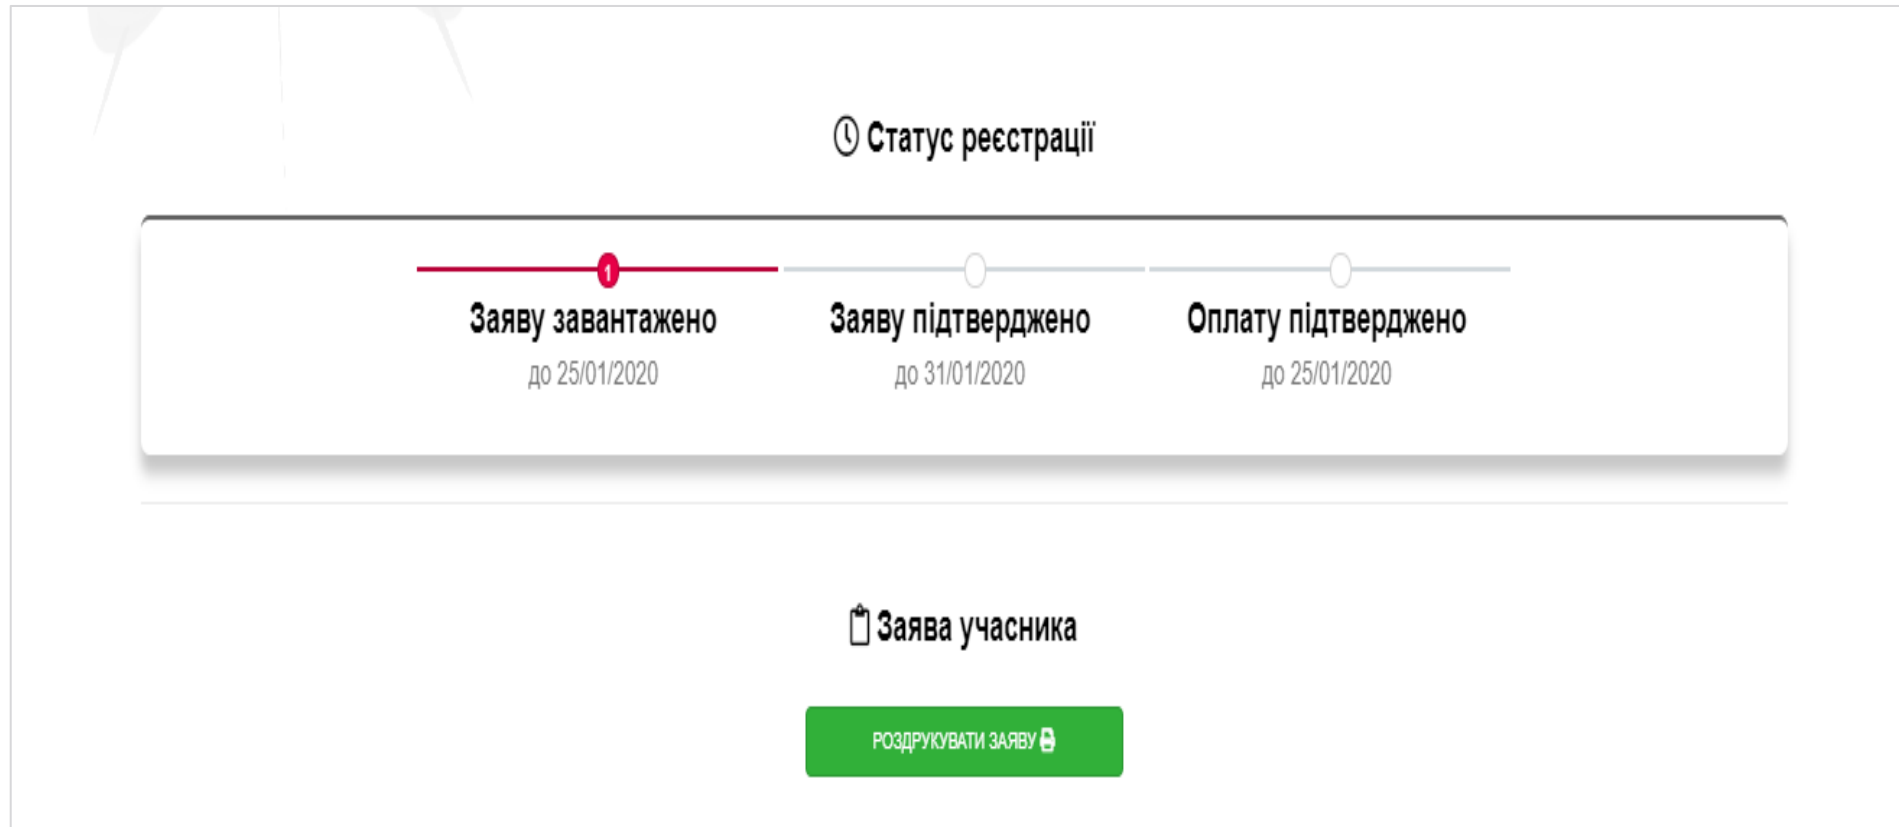 Статус реєстрації
1
Заяву завантажено
до 25/01/2020
Заяву підтверджено
до 31/01/2020
Оплату підтверджено
до 25/01/2020
Заява учасника
РОЗДРУКУВАТИ ЗАЯВУ